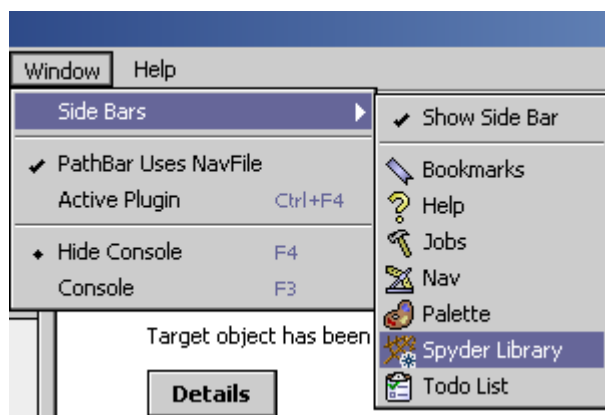 Window Help
Side Bars
PathBar Uses NavFile
Active Plugin Ctrl+F4
Hide Console F4
Console F3
Show Side Bar
Bookmarks
Help
Jobs
Nav
Palette
Spyder Library
Todo List
Target object has been
Details